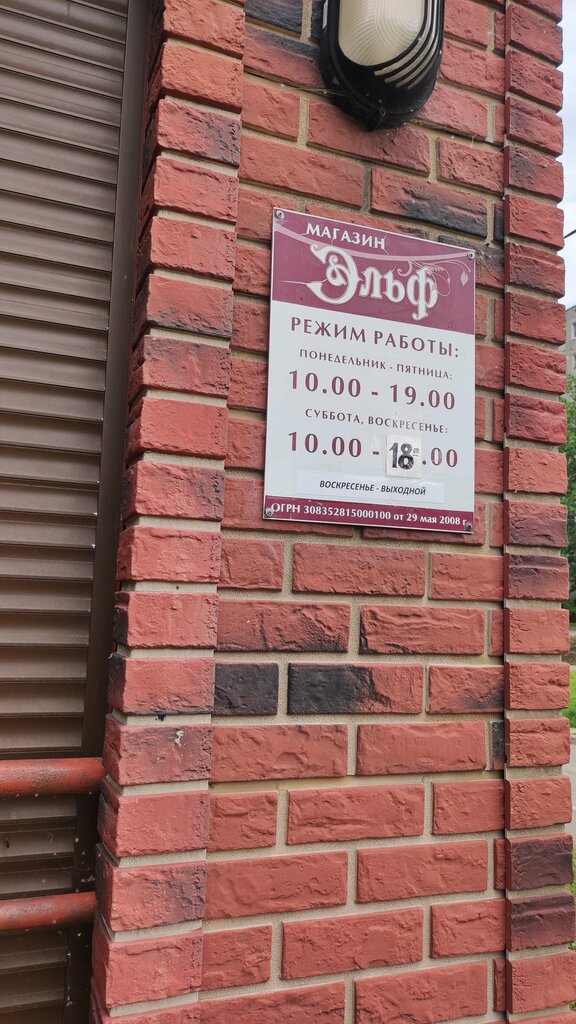 МАГАЗИН
Эльф
РЕЖИМ РАБОТЫ:
ПОНЕДЕЛЬНИК - ПЯТНИЦА:
10.00 - 19.00
СУББОТА, ВОСКРЕСЕНЬЕ:
10.00 - 18.00
ВОСКРЕСЕНЬЕ - ВЫХОДНОЙ
ОГРН 308352815000100 от 29 мая 2008 г.